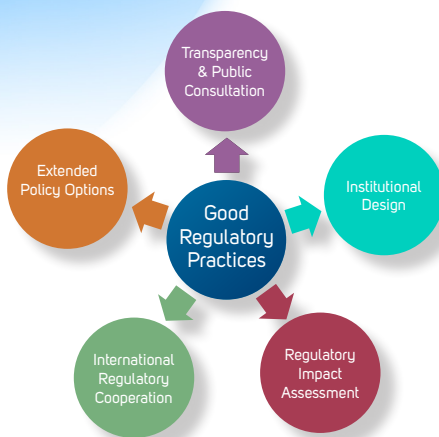 Transparency
& Public
Consultation
Extended
Policy Options
Institutional
Design
Good
Regulatory
Practices
International
Regulatory
Cooperation
Regulatory
Impact
Assessment